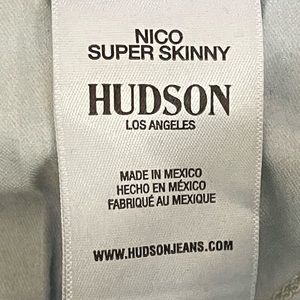 NICO
SUPER SKINNY
HUDSON
LOS ANGELES
MADE IN MEXICO
HECHO EN MÉXICO
FABRIQUÉ AU MEXIQUE
WWW.HUDSONJEANS.COM